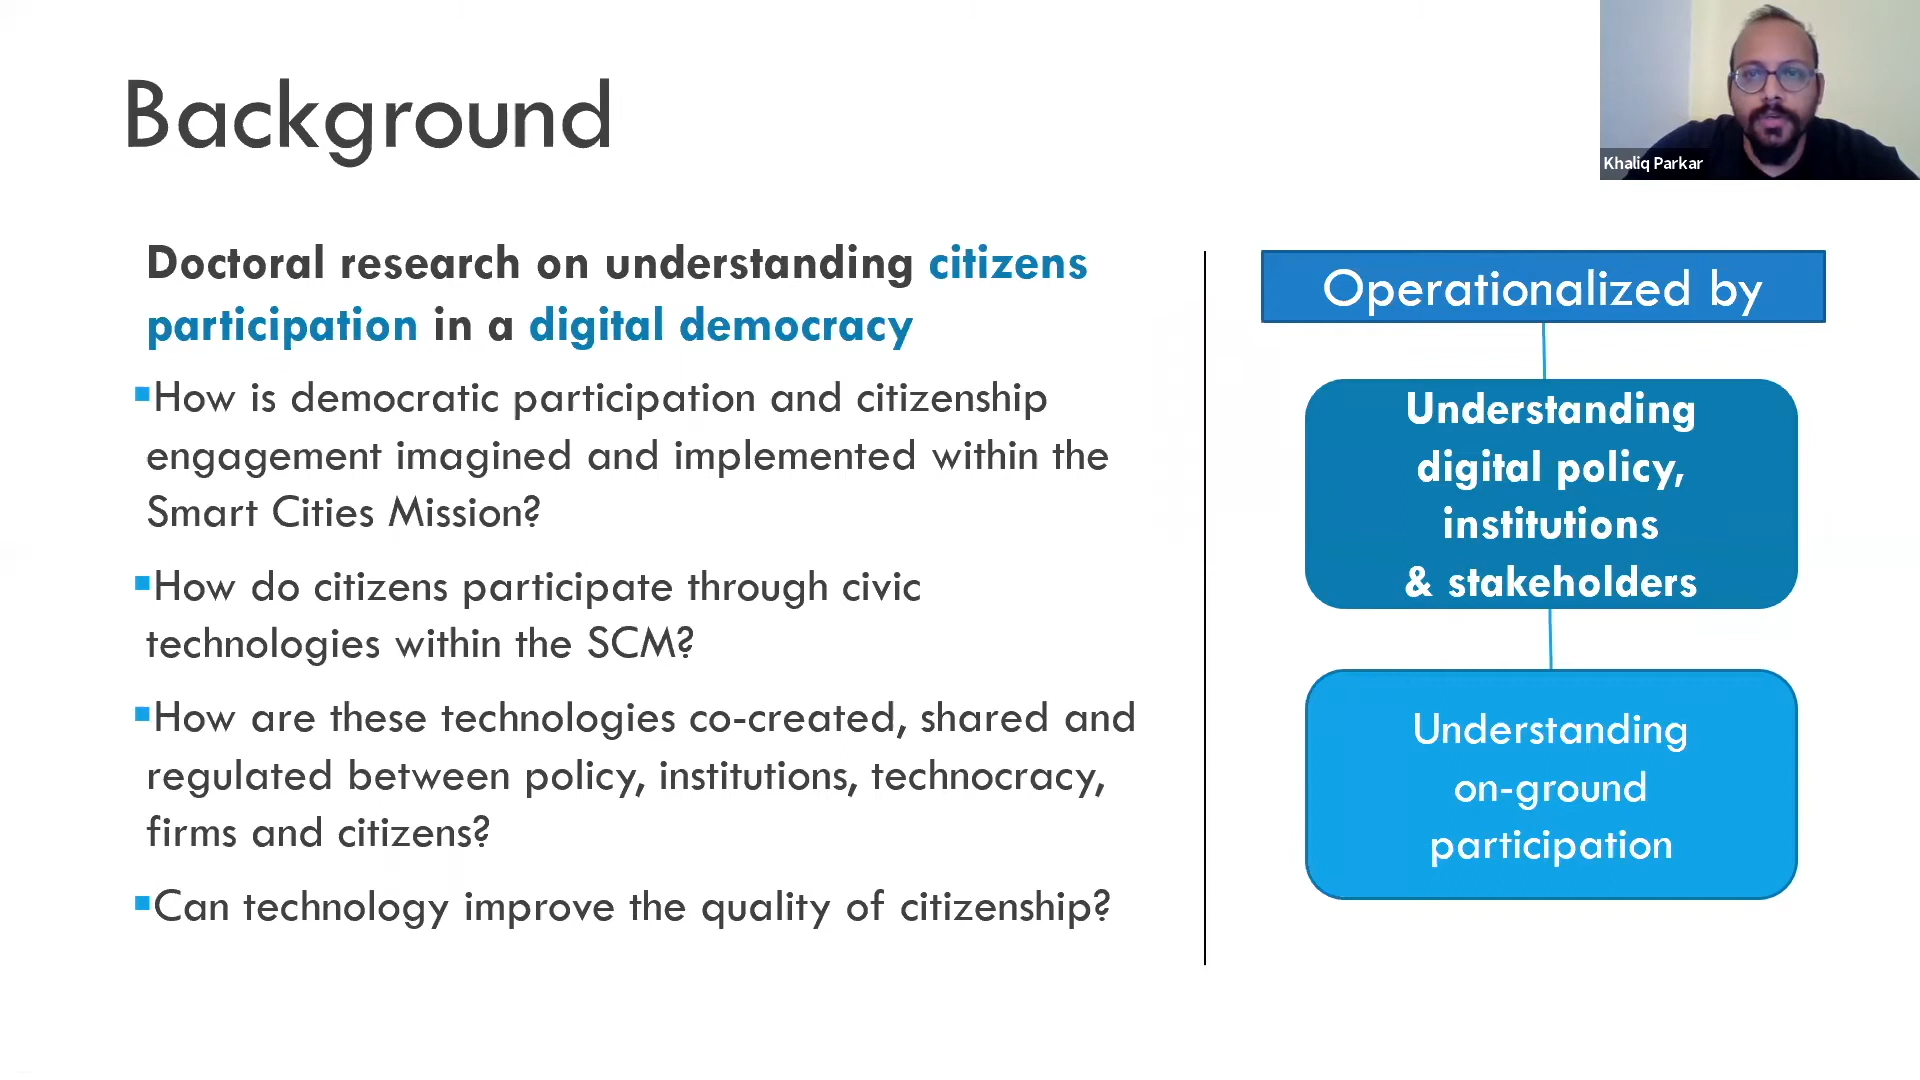 Background
Khaliq Parkar
Doctoral research on understanding citizens
participation in a digital democracy
▪How is democratic participation and citizenship
engagement imagined and implemented within the
Smart Cities Mission?
▪How do citizens participate through civic
technologies within the SCM?
▪How are these technologies co-created, shared and
regulated between policy, institutions, technocracy,
firms and citizens?
▪Can technology improve the quality of citizenship?
Operationalized by
Understanding
digital policy,
institutions
& stakeholders
Understanding
on-ground
participation